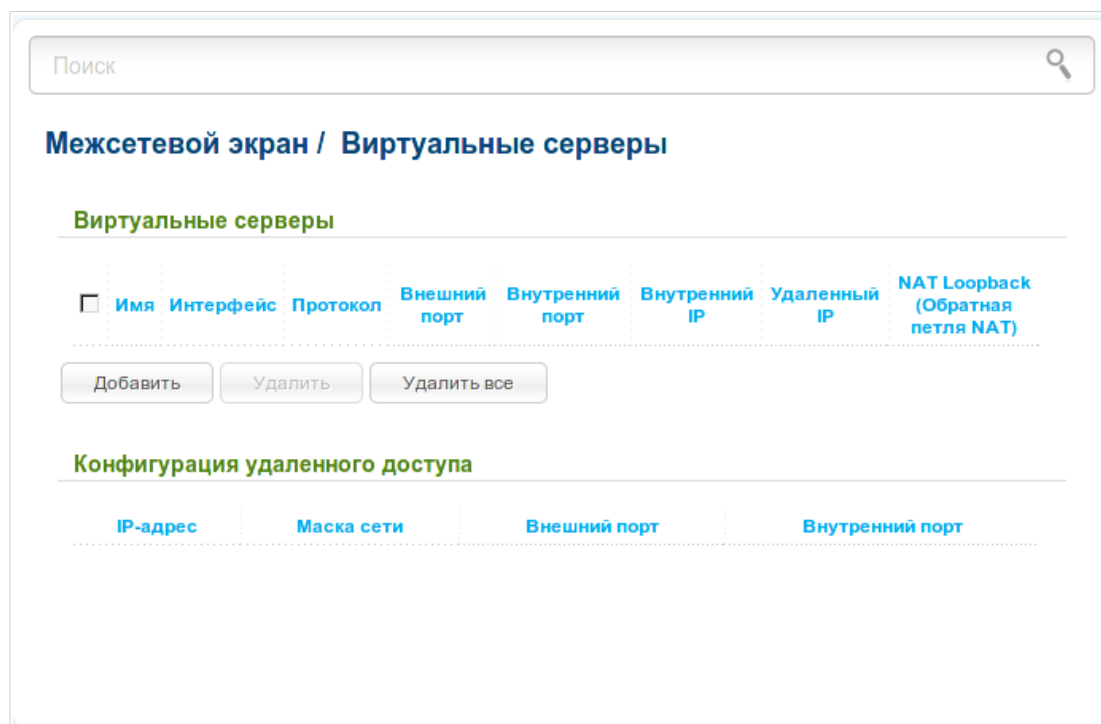 Поиск
Межсетевой экран / Виртуальные серверы
Виртуальные серверы
Имя Интерфейс Протокол Внешний порт Внутренний порт Внутренний IP Удаленный IP NAT Loopback (Обратная петля NAT)
Добавить Удалить Удалить все
Конфигурация удаленного доступа
IP-адрес Маска сети Внешний порт Внутренний порт